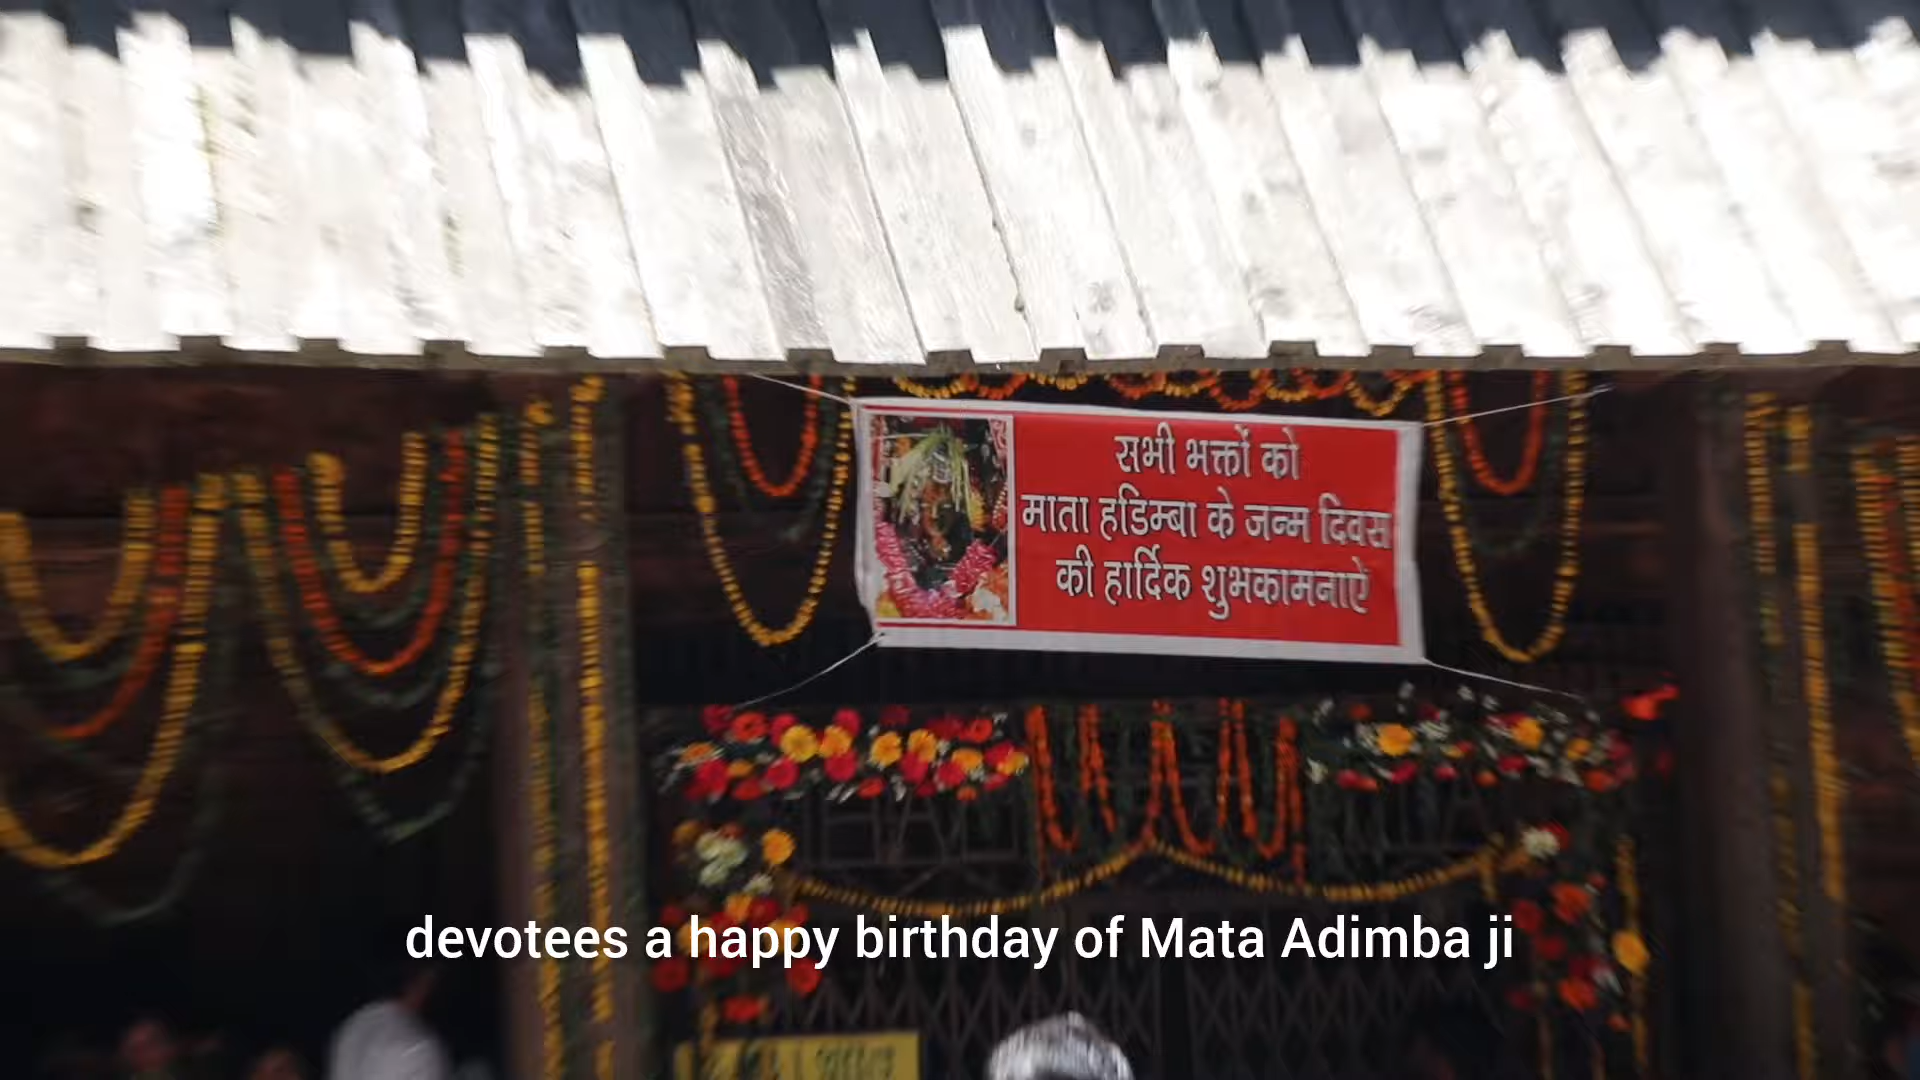 सभी भक्तों को
माता हडिम्बा के जन्म दिवस
की हार्दिक शुभकामनाऐं
devotees a happy birthday of Mata Adimba ji